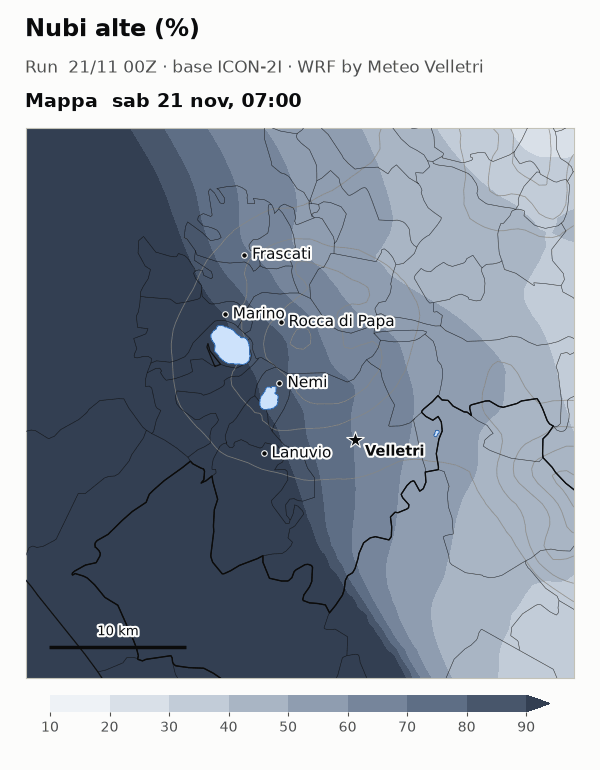 Nubi alte (%)
Run  21/11 00Z · base ICON-2I · WRF by Meteo Velletri
Mappa  sab 21 nov, 07:00
Frascati
Marino
Rocca di Papa
Nemi
Velletri
Lanuvio
10 km
10 20 30 40 50 60 70 80 90